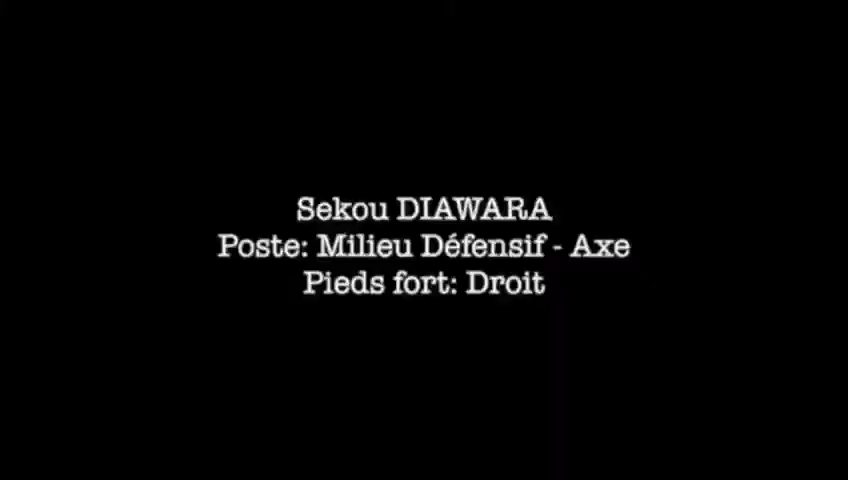 Sekou DIAWARA
Poste: Milieu Défensif - Axe
Pieds fort: Droit